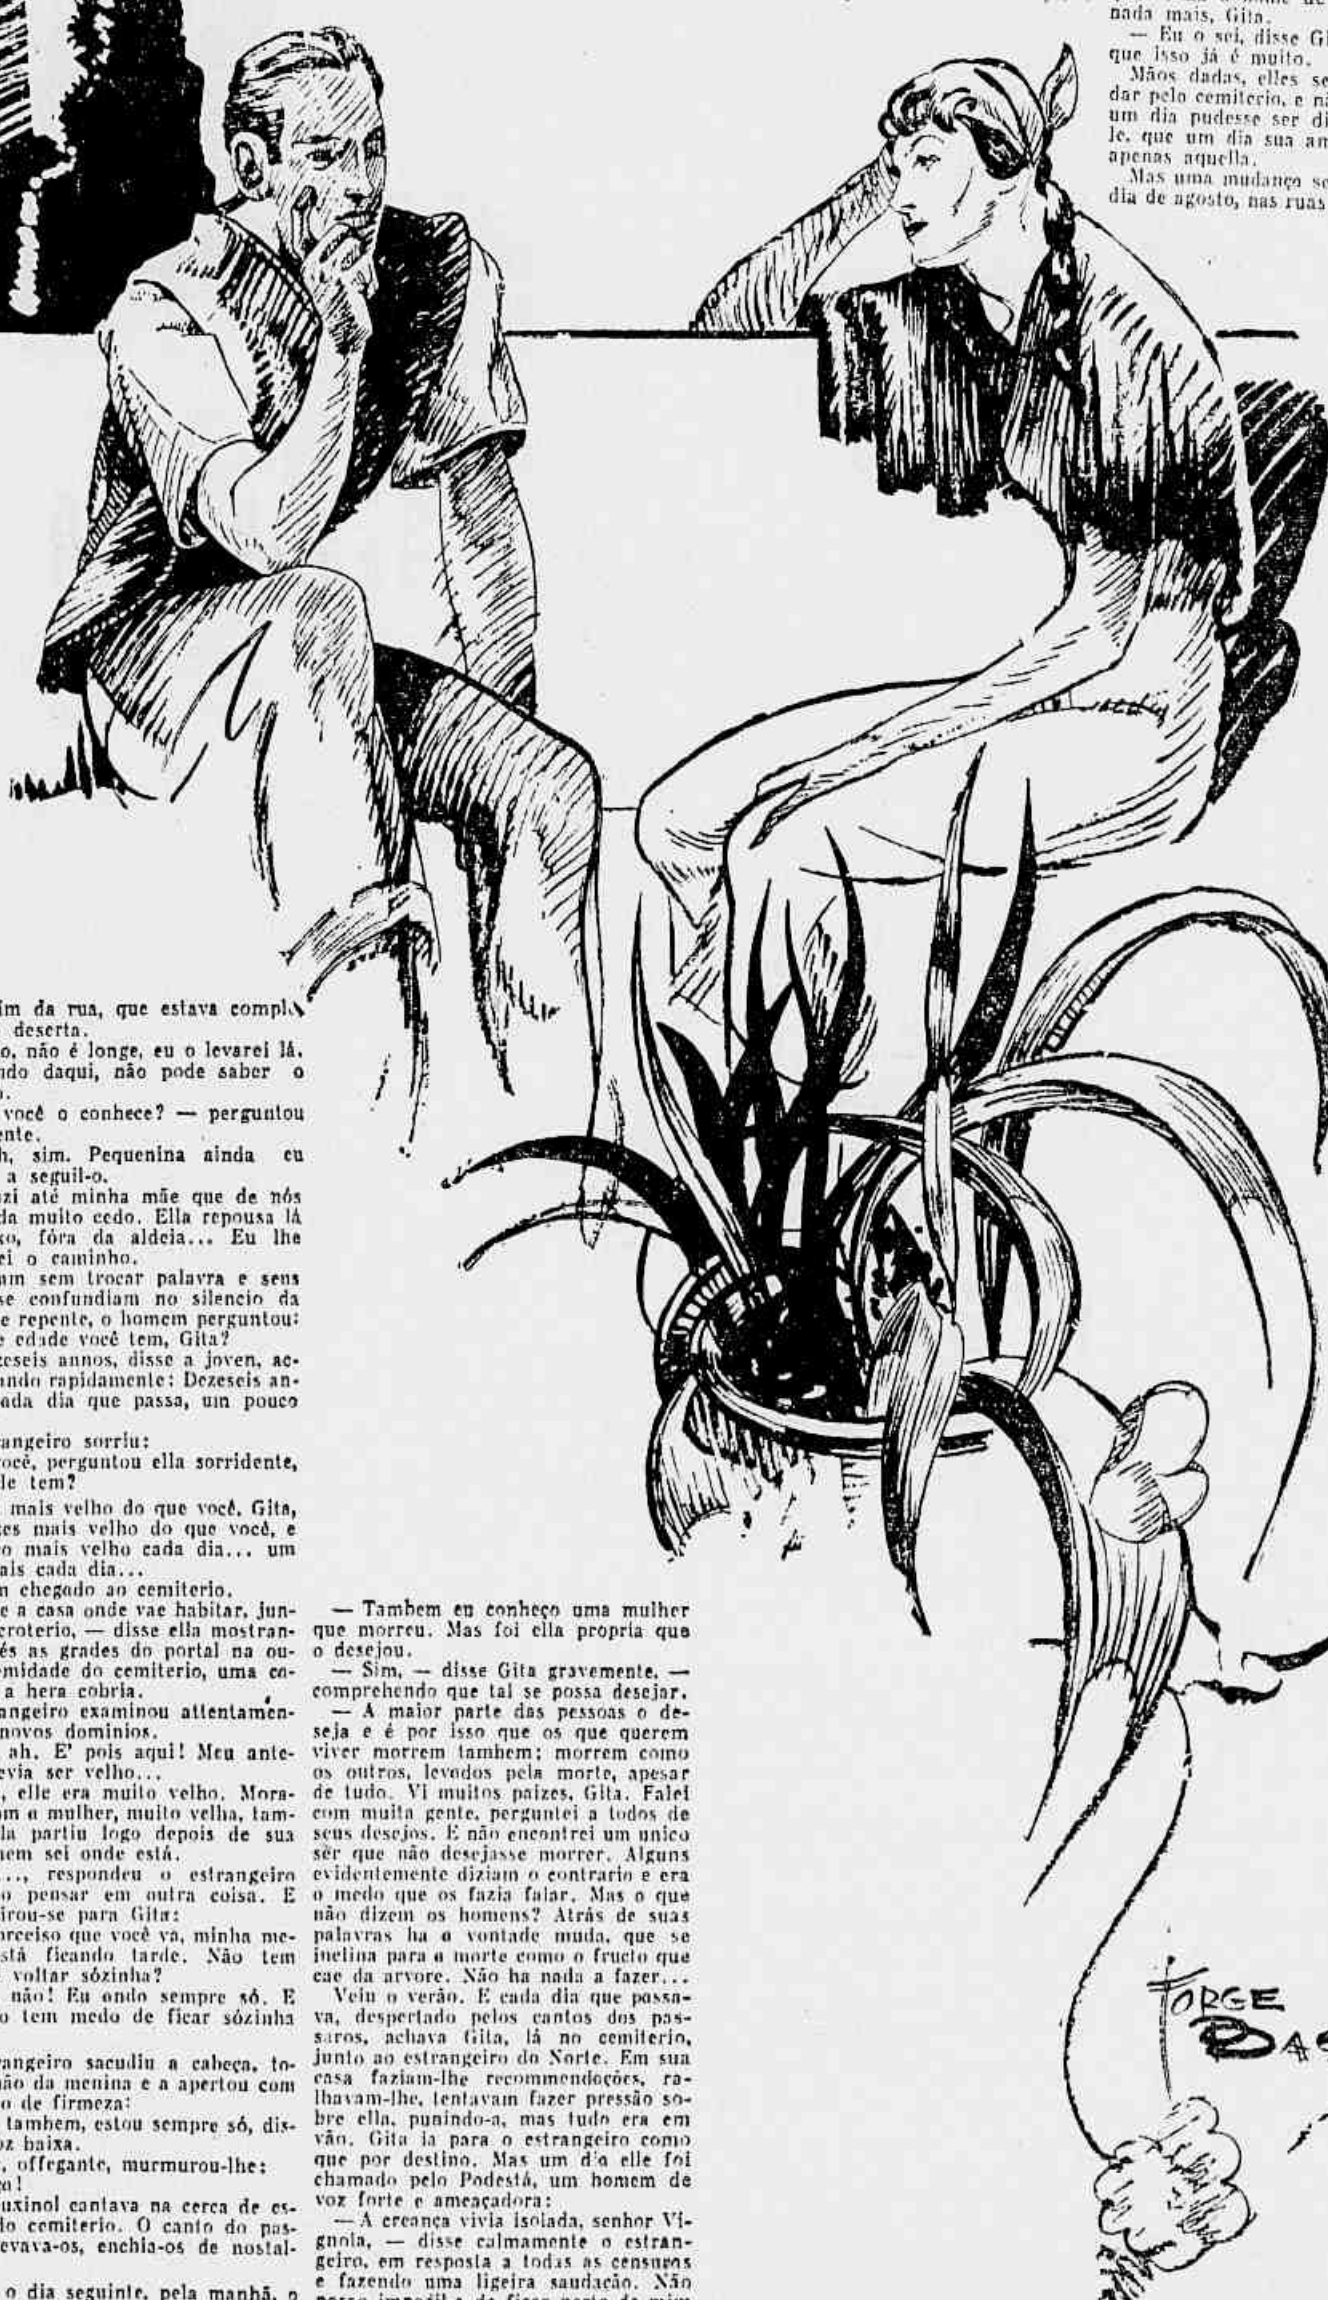 nada mais, Gita.
— Eu o sei, disse Gi
que isso já é muito.
Mãos dadas, elles se
dar pelo cemiterio, e nã
um dia pudesse ser di
le, que um dia sua am
apenas aquella.
Mas uma mudança se
dia de agosto, nas ruas
im da rua, que estava compl
deserta.
o, não é longe, eu o levarei lá.
ndo daqui, não pode saber o
o.
você o conhece? — perguntou
ente.
h, sim. Pequenina ainda eu
a seguil-o.
zi até minha mãe que de nós
da muito cedo. Ella repousa lá
xo, fóra da aldeia... Eu lhe
ei o caminho.
am sem trocar palavra e seus
se confundiam no silencio da
e repente, o homem perguntou:
e edade você tem, Gita?
zeseis annos, disse a joven, ac-
ando rapidamente: Dezeseis an-
ada dia que passa, um pouco
angeiro sorriu:
ocê, perguntou ella sorridente,
de tem?
mais velho do que você, Gita,
zes mais velho do que você, e
o mais velho cada dia... um
ais cada dia...
m chegado ao cemiterio.
e a casa onde vae habitar, jun-
croterio, — disse ella mostran-
és as grades do portal na ou-
emidade do cemiterio, uma ca-
a hera cobria.
angeiro examinou attentamen-
novos dominios.
ah. E' pois aqui! Meu ante-
evia ser velho...
, elle era muito velho. Mora-
om a mulher, muito velha, tam-
la partiu logo depois de sua
nem sei onde está.
..., respondeu o estrangeiro
o pensar em outra coisa. E
irou-se para Gita:
preciso que você vá, minha me-
stá ficando tarde. Não tem
voltar sózinha?
não! Eu ando sempre só. E
o tem medo de ficar sózinha
angeiro sacudiu a cabeça, to-
ão da menina e a apertou com
o de firmeza:
tambem, estou sempre só, dis-
oz baixa.
, offegante, murmurou-lhe:
o!
uxinol cantava na cerca de es-
do cemiterio. O canto do pas-
evava-os, enchia-os de nostal-
o dia seguinte, pela manhã, o
— Tambem eu conheço uma mulher
que morreu. Mas foi ella propria que
o desejou.
— Sim, — disse Gita gravemente, —
comprehendo que tal se possa desejar.
— A maior parte das pessoas o de-
seja e é por isso que os que querem
viver morrem tambem; morrem como
os outros, levados pela morte, apesar
de tudo. Vi muitos paizes, Gita. Falei
com muita gente, perguntei a todos de
seus desejos. E não encontrei um unico
sêr que não desejasse morrer. Alguns
evidentemente diziam o contrario e era
o medo que os fazia falar. Mas o que
não dizem os homens? Atrás de suas
palavras ha a vontade muda, que se
inclina para a morte como o fructo que
cae da arvore. Não ha nada a fazer...
Veiu o verão. E cada dia que passa-
va, despertado pelos cantos dos pas-
saros, achava Gita, lá no cemiterio,
junto ao estrangeiro do Norte. Em sua
casa faziam-lhe recommendações, ra-
lhavam-lhe, tentavam fazer pressão so-
bre ella, punindo-a, mas tudo era em
vão. Gita ia para o estrangeiro como
que por destino. Mas um dia elle foi
chamado pelo Podestá, um homem de
voz forte e ameaçadora:
— A creança vivia isolada, senhor Vi-
gnola, — disse calmamente o estran-
geiro, em resposta a todas as censuras
e fazendo uma ligeira saudação. Não